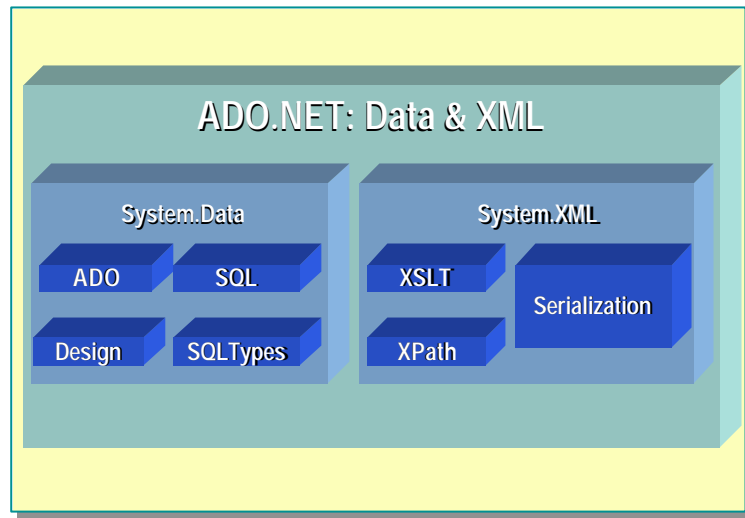 ADO.NET: Data & XML
System.Data
ADO
SQL
Design
SQLTypes
System.XML
XSLT
Serialization
XPath